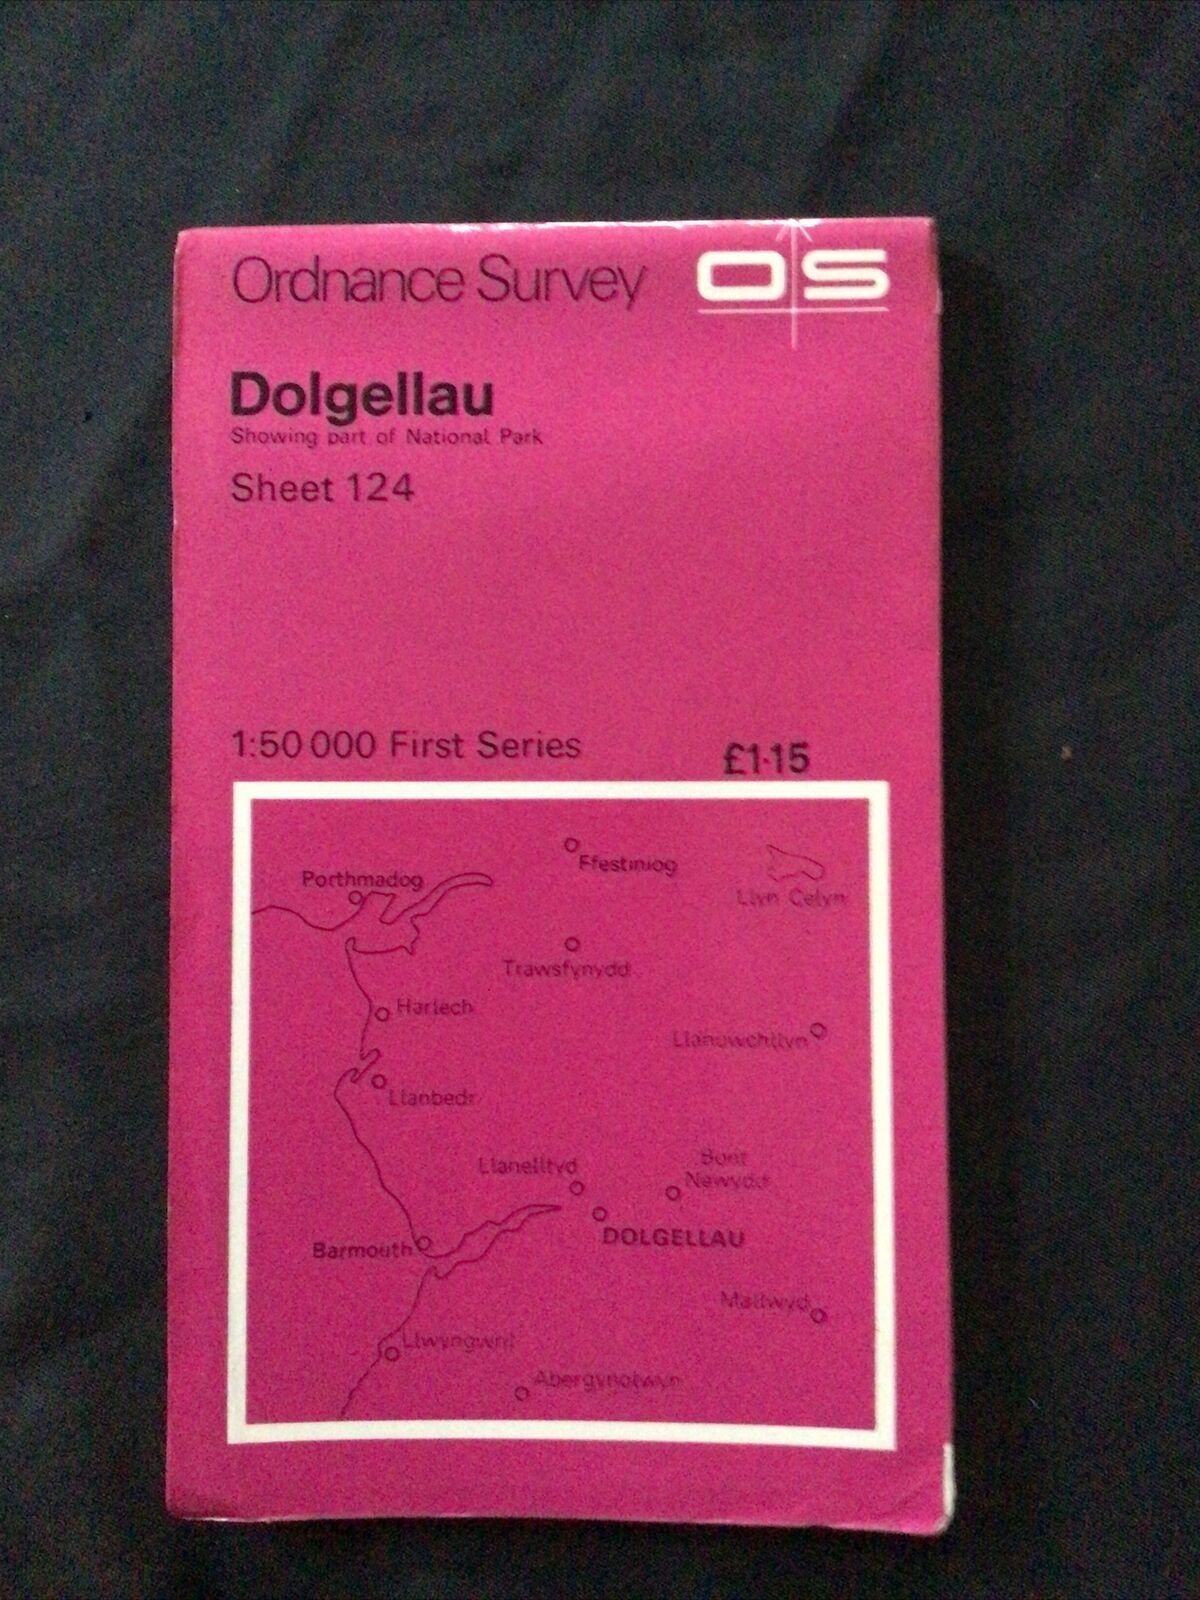 Ordnance Survey OS
Dolgellau
Showing part of National Park
Sheet 124
1:50 000 First Series
£1·15
Ffestiniog
Porthmadog
Llyn Celyn
Trawsfynydd
Harlech
Llanuwchllyn
Llanbedr
Bont
Llanelltyd
Newydd
DOLGELLAU
Barmouth
Mallwyd
Llwyngwril
Abergynolwyn